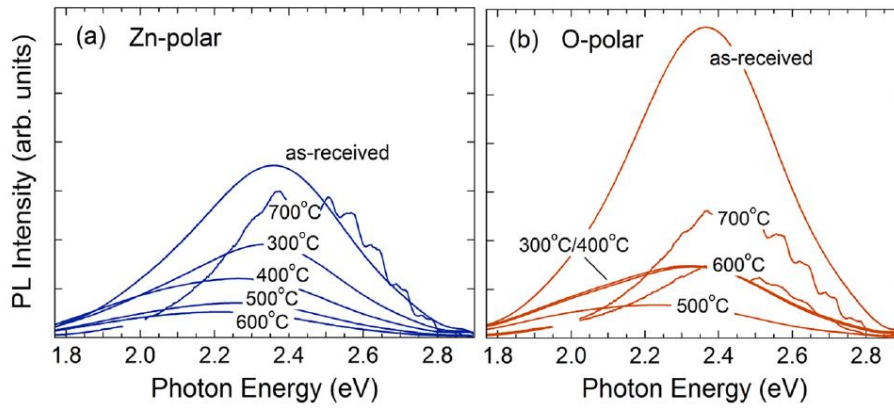 (a) Zn-polar
as-received
700°C
300°C
400°C
500°C
600°C
1.8 2.0 2.2 2.4 2.6 2.8
Photon Energy (eV)
PL Intensity (arb. units)
(b) O-polar
as-received
700°C
300°C/400°C
600°C
500°C
2.0 2.2 2.4 2.6 2.8
Photon Energy (eV)